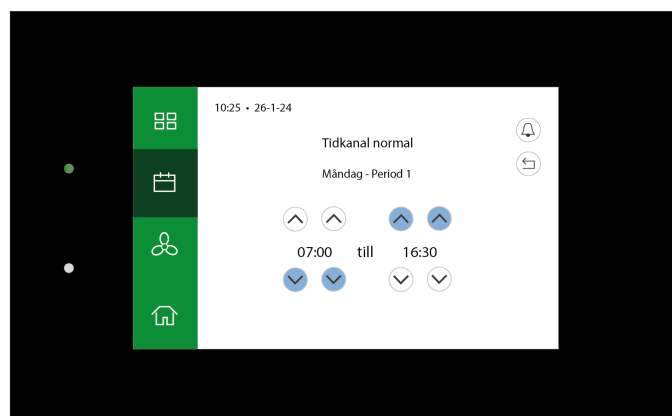 10:25 • 26-1-24
Tidkanal normal
Måndag - Period 1
07:00 till 16:30